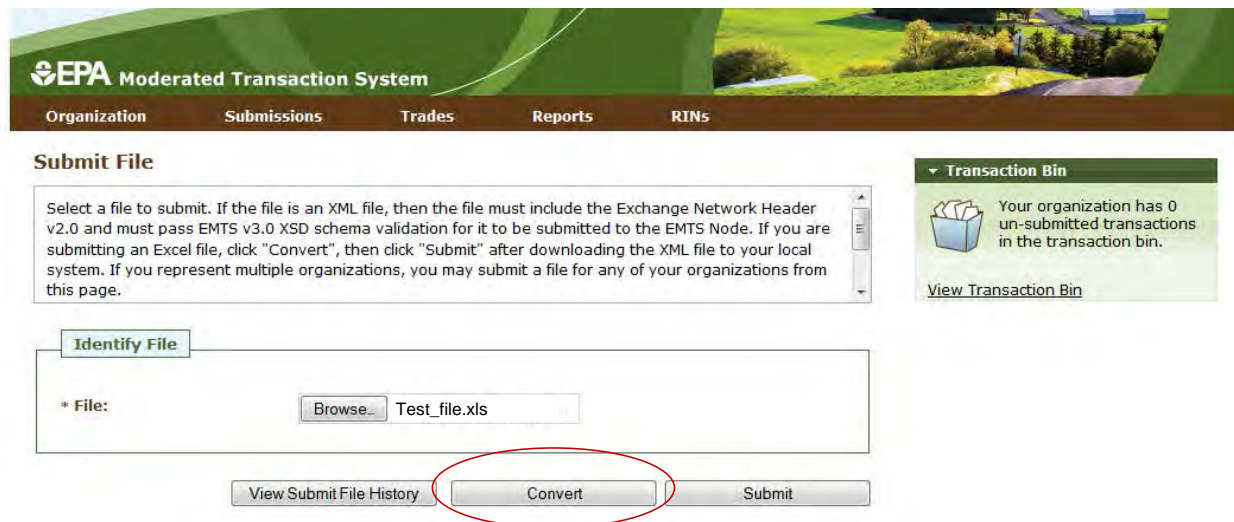 EPA Moderated Transaction System
Organization Submissions Trades Reports RINs
Submit File
Select a file to submit. If the file is an XML file, then the file must include the Exchange Network Header
v2.0 and must pass EMTS v3.0 XSD schema validation for it to be submitted to the EMTS Node. If you are
submitting an Excel file, click "Convert", then click "Submit" after downloading the XML file to your local
system. If you represent multiple organizations, you may submit a file for any of your organizations from
this page.
Transaction Bin
Your organization has 0
un-submitted transactions
in the transaction bin.
View Transaction Bin
Identify File
* File: Browse... Test_file.xls
View Submit File History Convert Submit